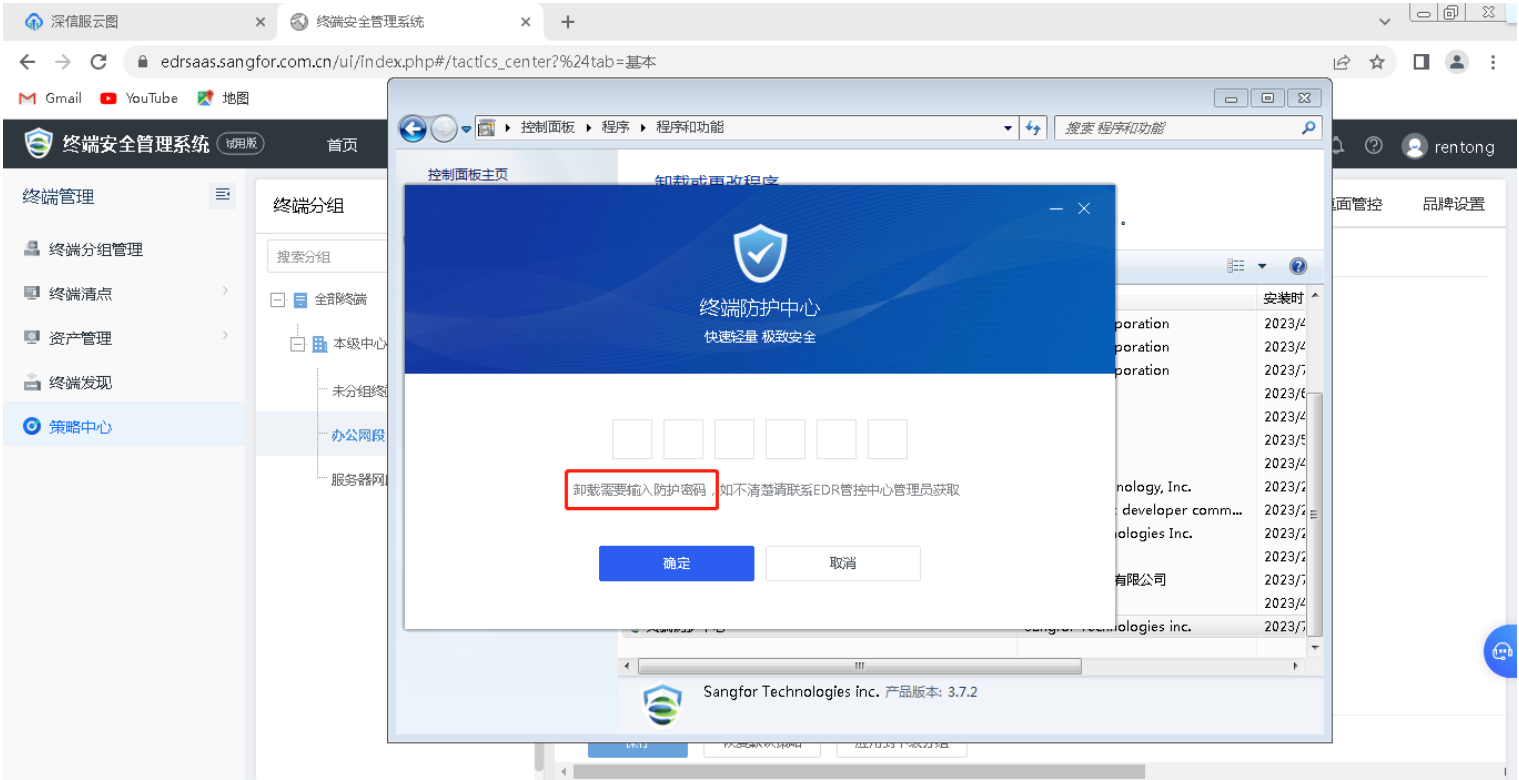 深信服云图
终端安全管理系统
edrsaas.sangfor.com.cn/ui/index.php#/tactics_center?%24tab=基本
Gmail
YouTube
地图
控制面板
程序
程序和功能
搜索 程序和功能
终端安全管理系统
试用版
首页
rentong
控制面板主页
卸载或更改程序
终端管理
终端分组
面管控
品牌设置
终端防护中心
快速轻量 极致安全
终端分组管理
搜索分组
终端清点
全部终端
安装时
资产管理
本级中心
poration
2023/4
poration
2023/4
poration
2023/7
终端发现
未分组终
2023/6
2023/4
策略中心
办公网段
2023/5
2023/4
服务器网
卸载需要输入防护密码，如不清楚请联系EDR管控中心管理员获取
nology, Inc.
2023/2
developer comm...
2023/2
ologies Inc.
2023/2
2023/2
确定
取消
有限公司
2023/7
2023/4
2023/7
Sangfor Technologies inc. 产品版本: 3.7.2